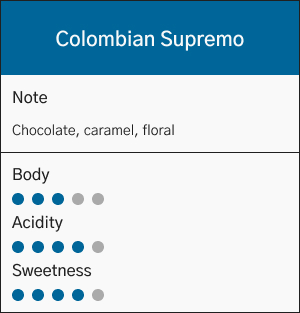 Colombian Supremo
Note
Chocolate, caramel, floral
Body
Acidity
Sweetness